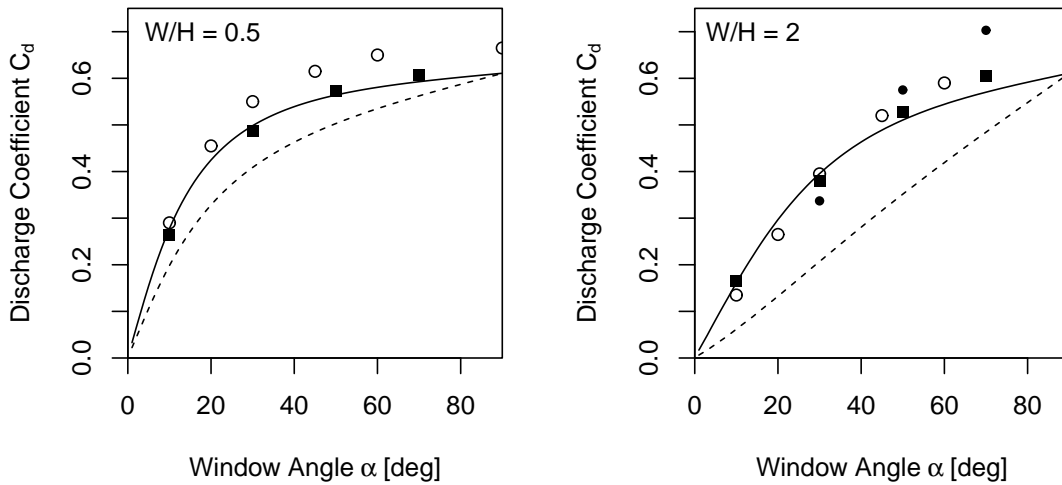 W/H = 0.5
Discharge Coefficient C_d
0.0 0.2 0.4 0.6
0 20 40 60 80
Window Angle α [deg]
W/H = 2
Discharge Coefficient C_d
0.0 0.2 0.4 0.6
0 20 40 60 80
Window Angle α [deg]